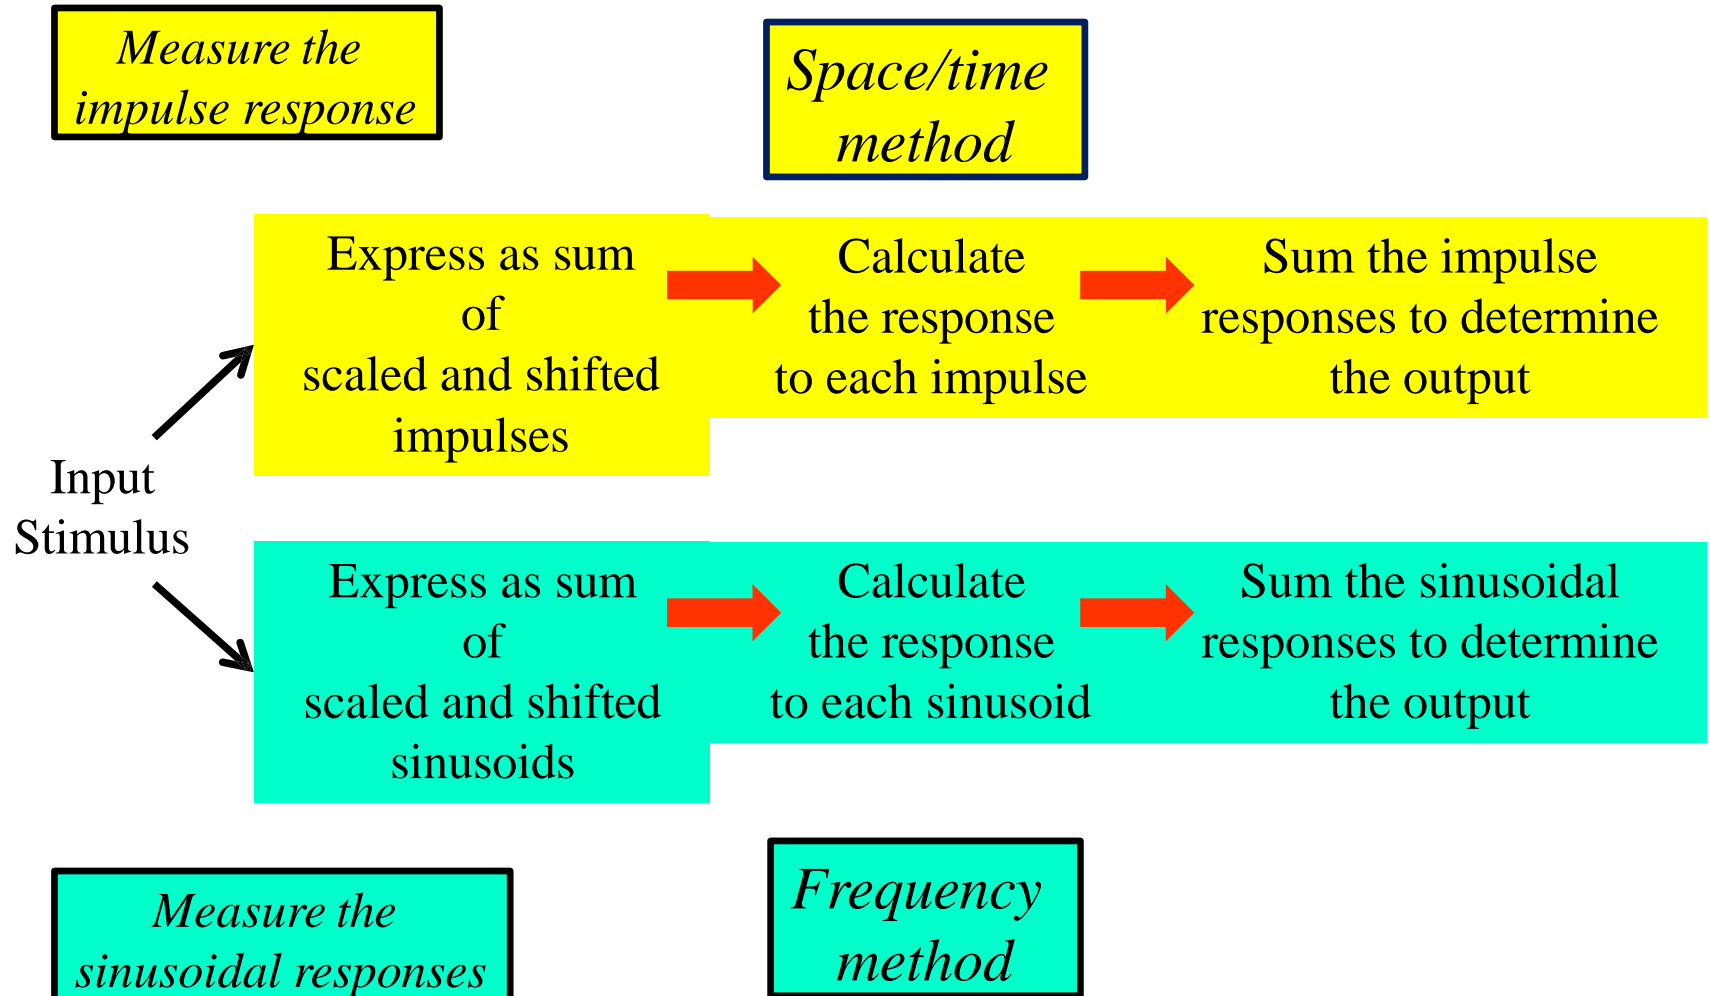 Measure the
impulse response
Space/time
method
Express as sum
of
scaled and shifted
impulses
Calculate
the response
to each impulse
Sum the impulse
responses to determine
the output
Input
Stimulus
Express as sum
of
scaled and shifted
sinusoids
Calculate
the response
to each sinusoid
Sum the sinusoidal
responses to determine
the output
Measure the
sinusoidal responses
Frequency
method